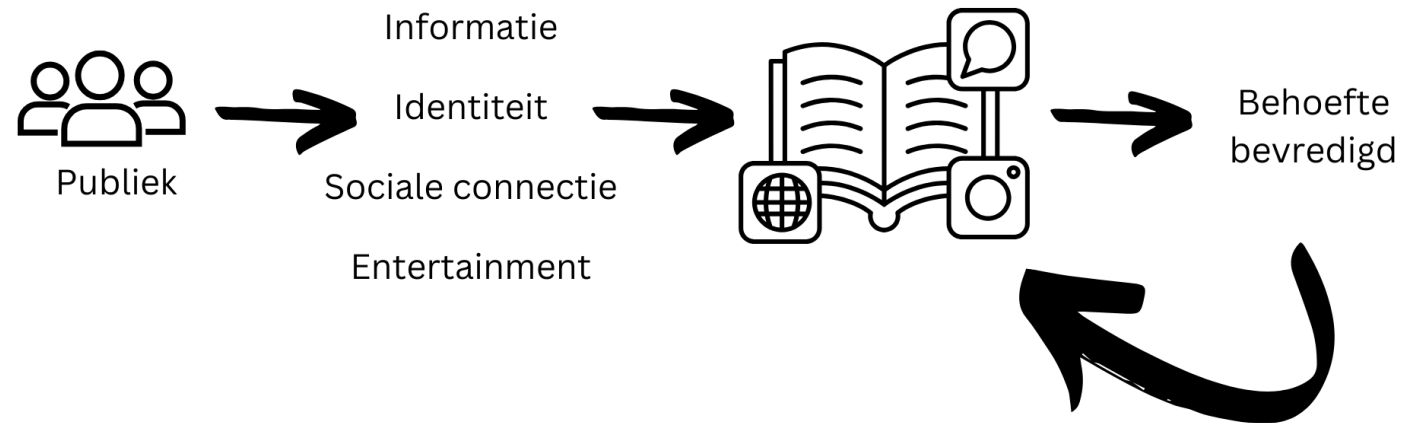 Publiek
Informatie
Identiteit
Sociale connectie
Entertainment
Behoefte
bevredigd